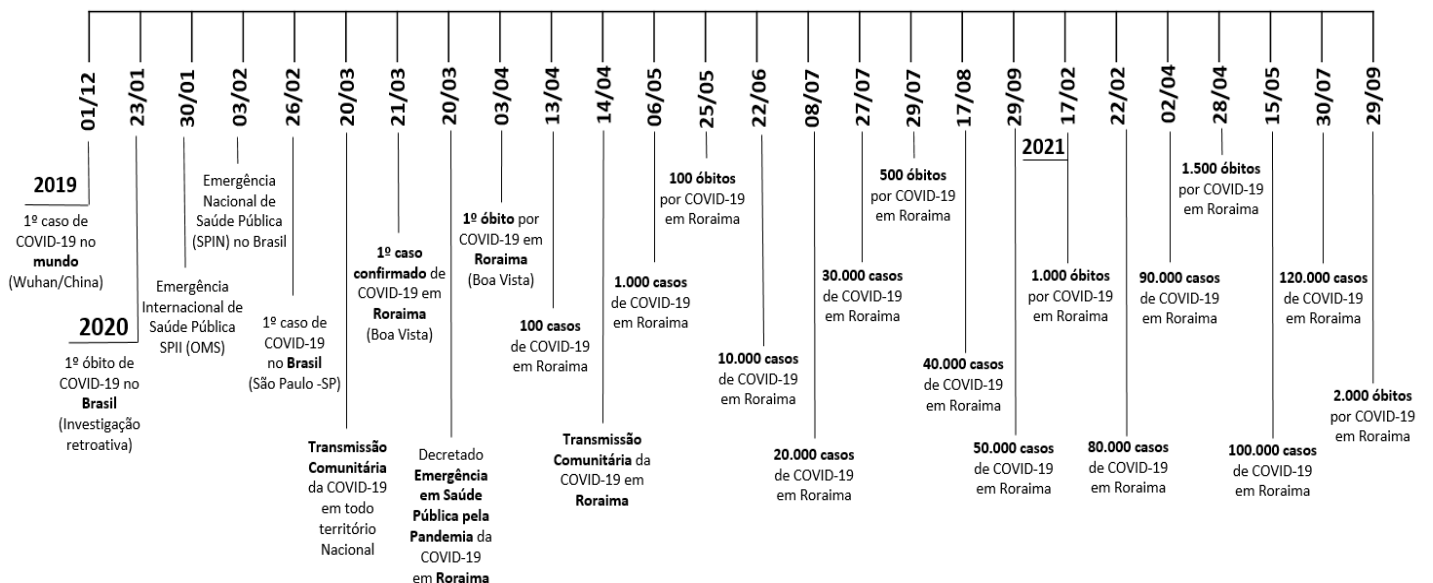 01/12
23/01
30/01
03/02
26/02
20/03
21/03
20/03
03/04
13/04
14/04
06/05
25/05
22/06
08/07
27/07
29/07
17/08
29/09
17/02
22/02
02/04
28/04
15/05
30/07
29/09
2019
1º caso de
COVID-19 no
mundo
(Wuhan/China)
2020
1º óbito de
COVID-19 no
Brasil
(Investigação
retroativa)
Emergência
Internacional de
Saúde Pública
SPII (OMS)
Emergência
Nacional de
Saúde Pública
(SPIN) no Brasil
1º caso de
COVID-19
no Brasil
(São Paulo -SP)
Transmissão
Comunitária
da COVID-19
em todo
território
Nacional
1º caso
confirmado de
COVID-19 em
Roraima
(Boa Vista)
Decretado
Emergência
em Saúde
Pública pela
Pandemia da
COVID-19
em Roraima
1º óbito por
COVID-19 em
Roraima
(Boa Vista)
100 casos
de COVID-19
em Roraima
Transmissão
Comunitária da
COVID-19 em
Roraima
1.000 casos
de COVID-19
em Roraima
100 óbitos
por COVID-19
em Roraima
10.000 casos
de COVID-19
em Roraima
20.000 casos
de COVID-19
em Roraima
30.000 casos
de COVID-19
em Roraima
500 óbitos
por COVID-19
em Roraima
40.000 casos
de COVID-19
em Roraima
50.000 casos
de COVID-19
em Roraima
2021
1.000 óbitos
por COVID-19
em Roraima
80.000 casos
de COVID-19
em Roraima
90.000 casos
de COVID-19
em Roraima
1.500 óbitos
por COVID-19
em Roraima
100.000 casos
de COVID-19
em Roraima
120.000 casos
de COVID-19
em Roraima
2.000 óbitos
por COVID-19
em Roraima